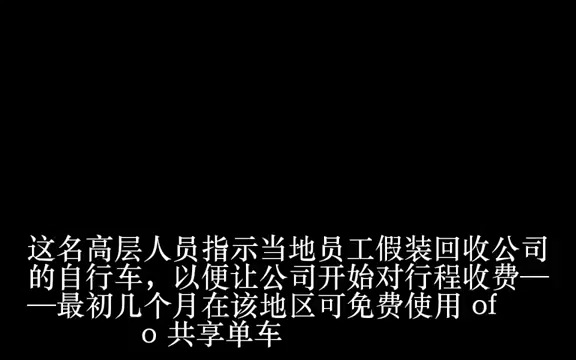 这名高层人员指示当地员工假装回收公司
的自行车，以便让公司开始对行程收费—
—最初几个月在该地区可免费使用 of
o 共享单车